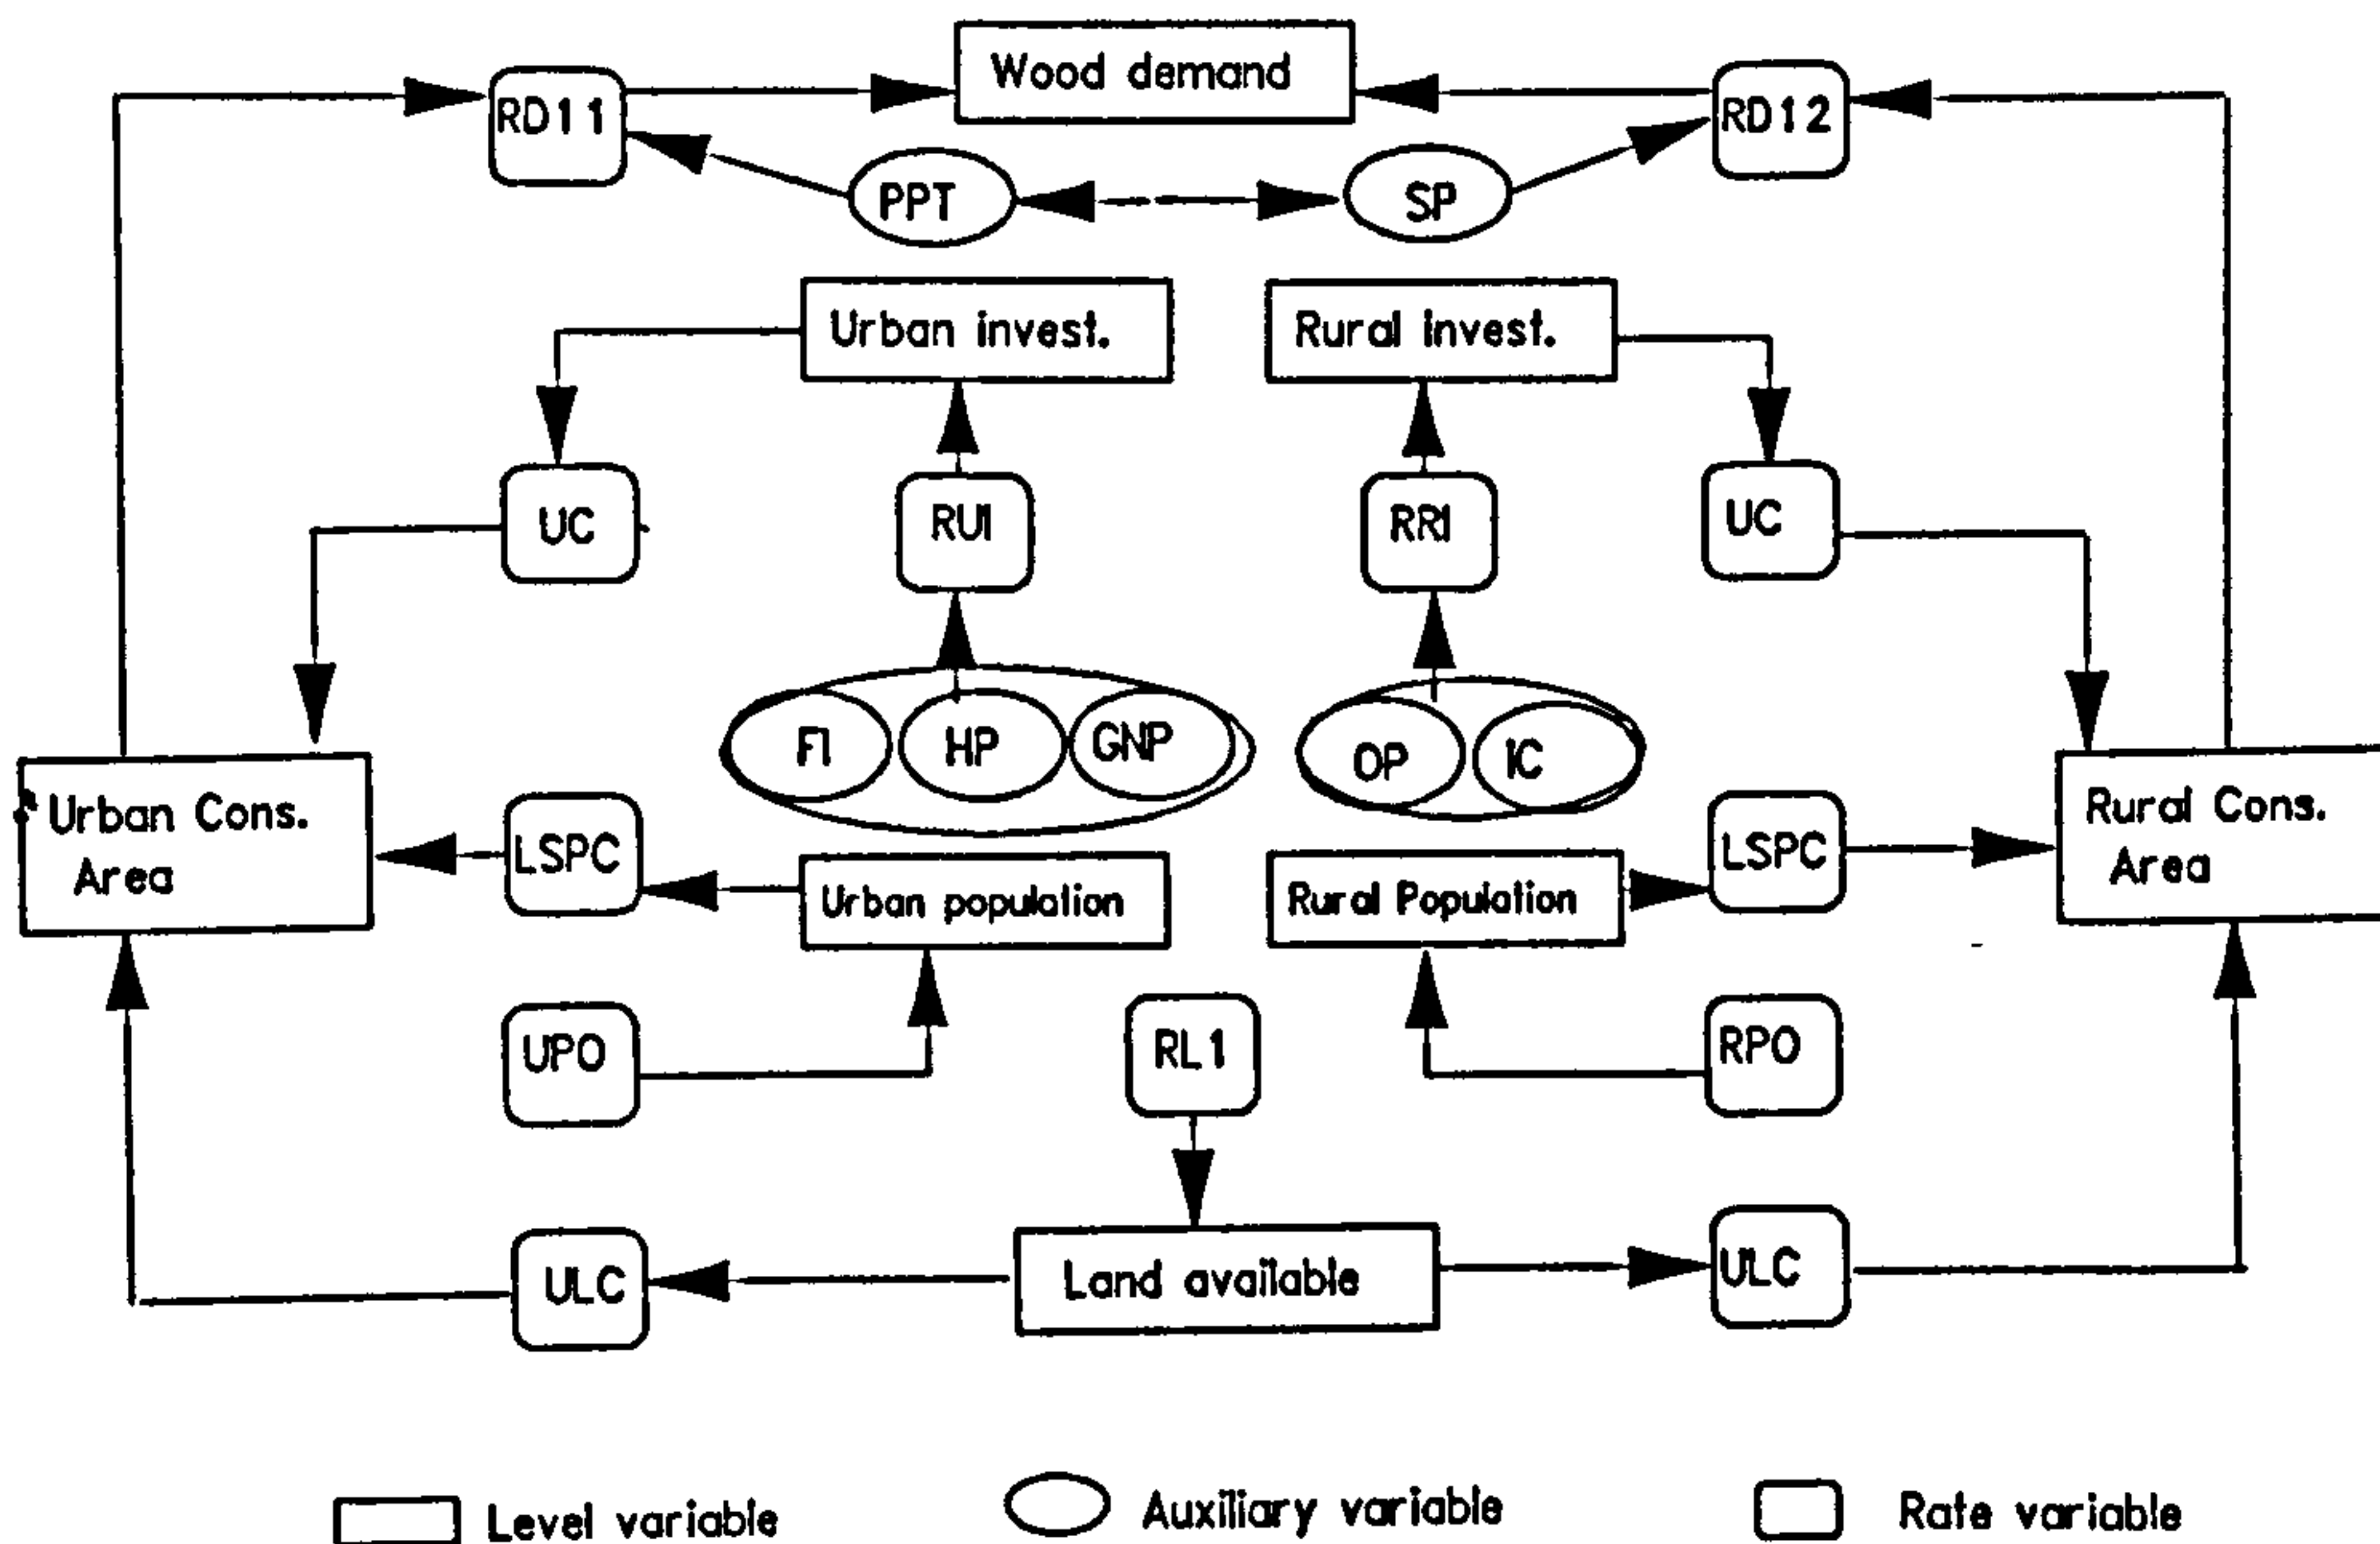 Wood demand
RD11
RD12
PPT
SP
Urban invest.
Rural Invest.
UC
RUI
RRI
UC
FI
HP
GNP
OP
IC
Urban Cons.
Area
LSPC
LSPC
Rural Cons.
Area
Urban population
Rural Population
UPO
RL1
RPO
ULC
Land available
ULC
Level variable
Auxiliary variable
Rate variable